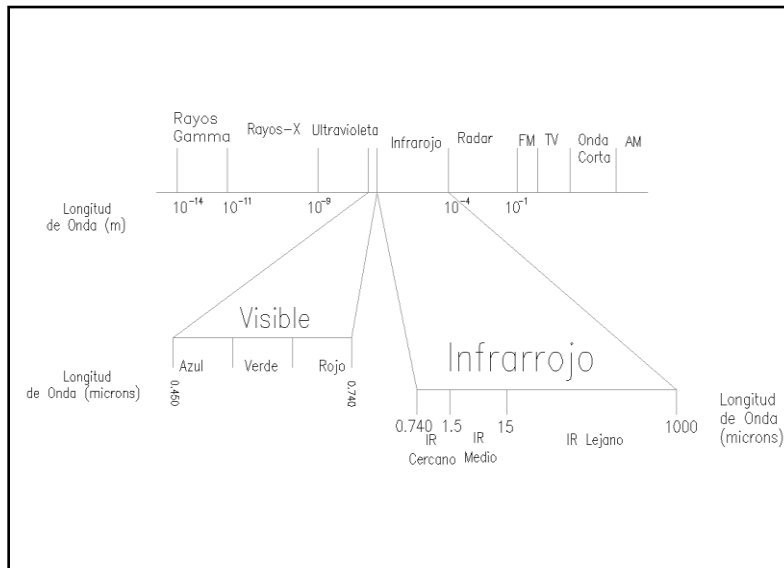 Rayos
Gamma
Rayos-X
Ultravioleta
Infrarojo
Radar
FM
TV
Onda
Corta
AM
Longitud
de Onda (m)
10⁻¹⁴
10⁻¹¹
10⁻⁹
10⁻⁴
10⁻¹
Visible
Azul
Verde
Rojo
Longitud
de Onda (microns)
0.450
0.740
Infrarrojo
0.740
1.5
15
1000
IR
Cercano
IR
Medio
IR Lejano
Longitud
de Onda
(microns)